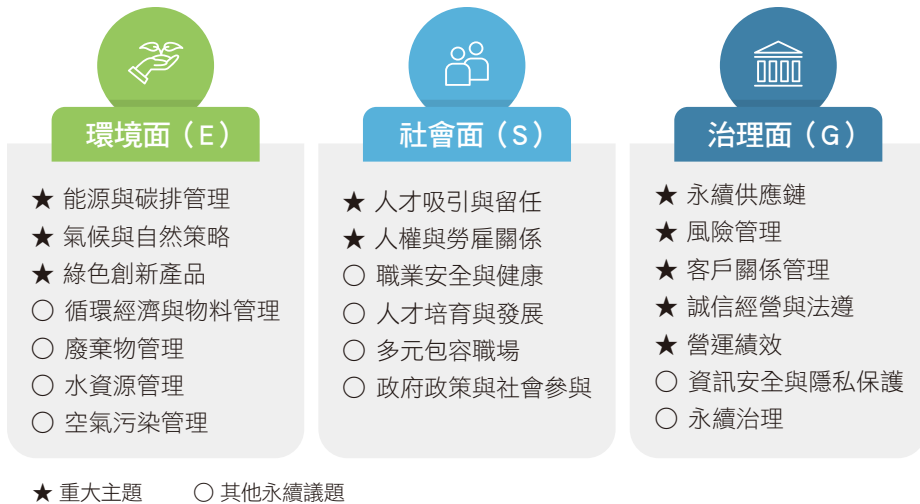 環境面（E）
★ 能源與碳排管理
★ 氣候與自然策略
★ 綠色創新產品
○ 循環經濟與物料管理
○ 廢棄物管理
○ 水資源管理
○ 空氣污染管理
社會面（S）
★ 人才吸引與留任
★ 人權與勞雇關係
○ 職業安全與健康
○ 人才培育與發展
○ 多元包容職場
○ 政府政策與社會參與
治理面（G）
★ 永續供應鏈
★ 風險管理
★ 客戶關係管理
★ 誠信經營與法遵
★ 營運績效
○ 資訊安全與隱私保護
○ 永續治理
★ 重大主題 ○ 其他永續議題